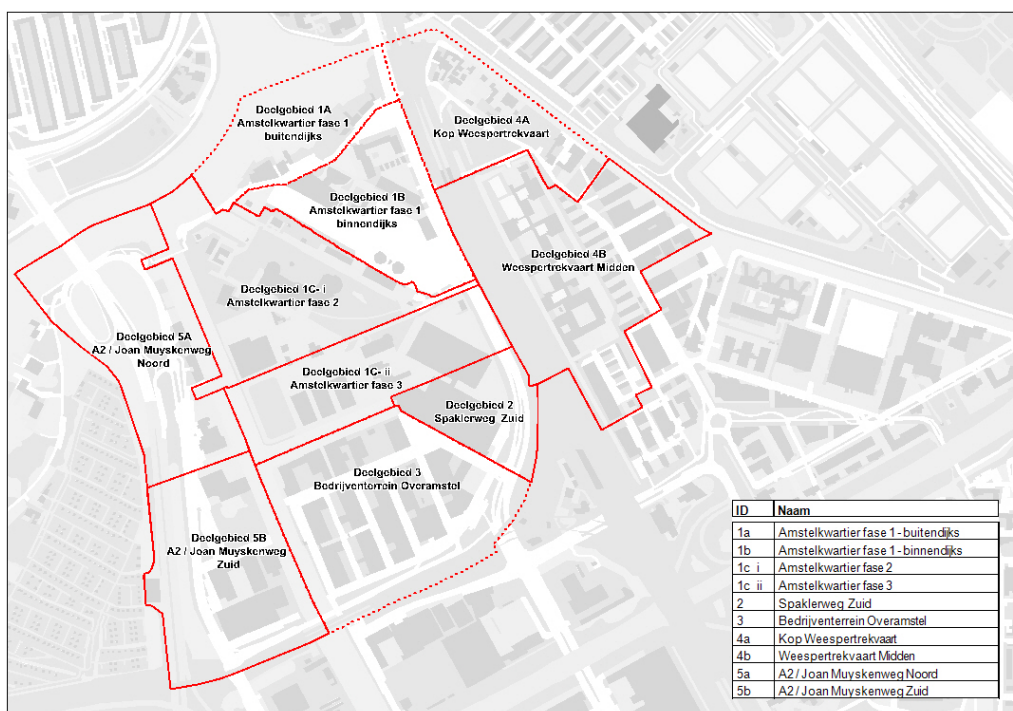 Deelgebied 1A
Amstelkwartier fase 1
buitendijks
Deelgebied 4A
Kop Weespertrekvaart
Deelgebied 1B
Amstelkwartier fase 1
binnendijks
Deelgebied 4B
Weespertrekvaart Midden
Deelgebied 1C- i
Amstelkwartier fase 2
Deelgebied 5A
A2 / Joan Muyskenweg
Noord
Deelgebied 1C- ii
Amstelkwartier fase 3
Deelgebied 2
Spaklerweg Zuid
Deelgebied 3
Bedrijventerrein Overamstel
Deelgebied 5B
A2 / Joan Muyskenweg
Zuid
ID Naam
1a Amstelkwartier fase 1 - buitendijks
1b Amstelkwartier fase 1 - binnendijks
1c i Amstelkwartier fase 2
1c ii Amstelkwartier fase 3
2 Spaklerweg Zuid
3 Bedrijventerrein Overamstel
4a Kop Weespertrekvaart
4b Weespertrekvaart Midden
5a A2 / Joan Muyskenweg Noord
5b A2 / Joan Muyskenweg Zuid